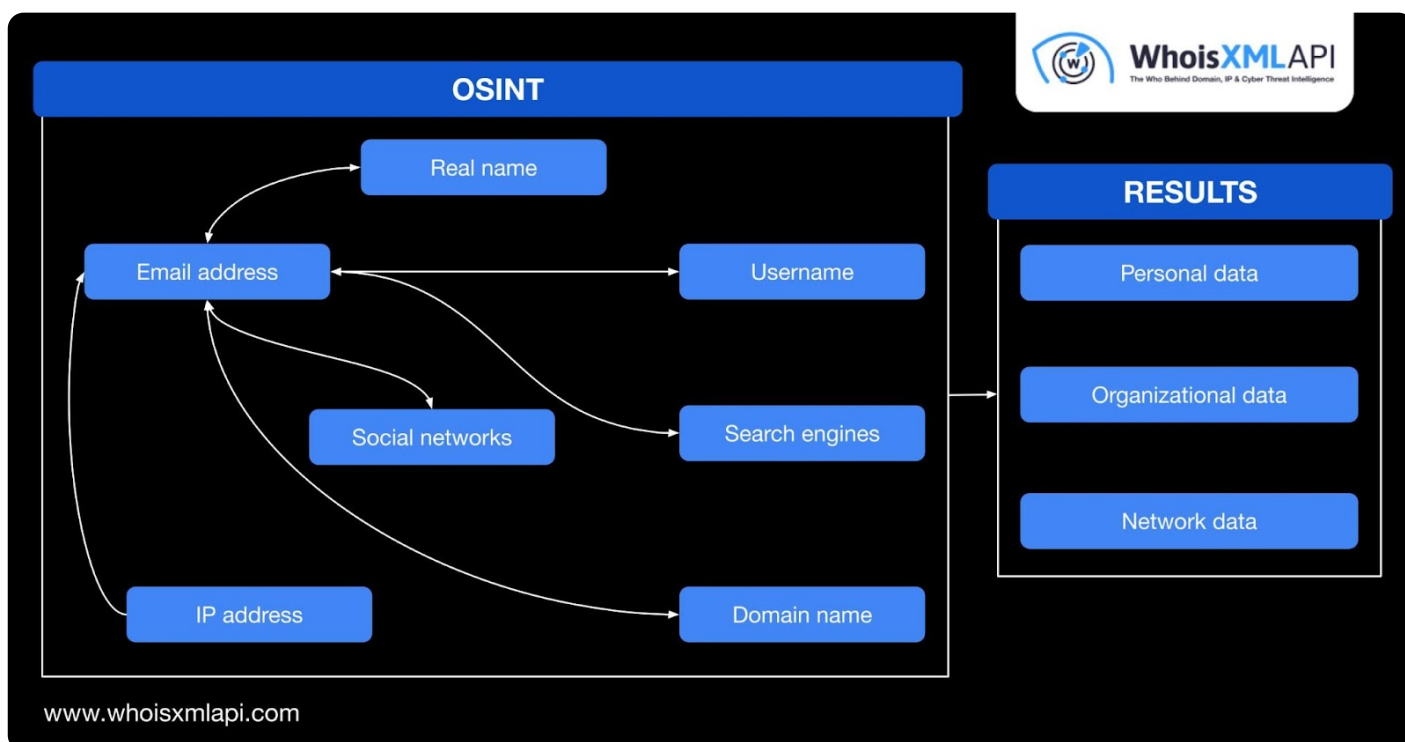 WhoisXMLAPI
The Who Behind Domain, IP & Cyber Threat Intelligence
OSINT
Real name
RESULTS
Email address
Username
Personal data
Organizational data
Social networks
Search engines
Network data
IP address
Domain name
www.whoisxmlapi.com